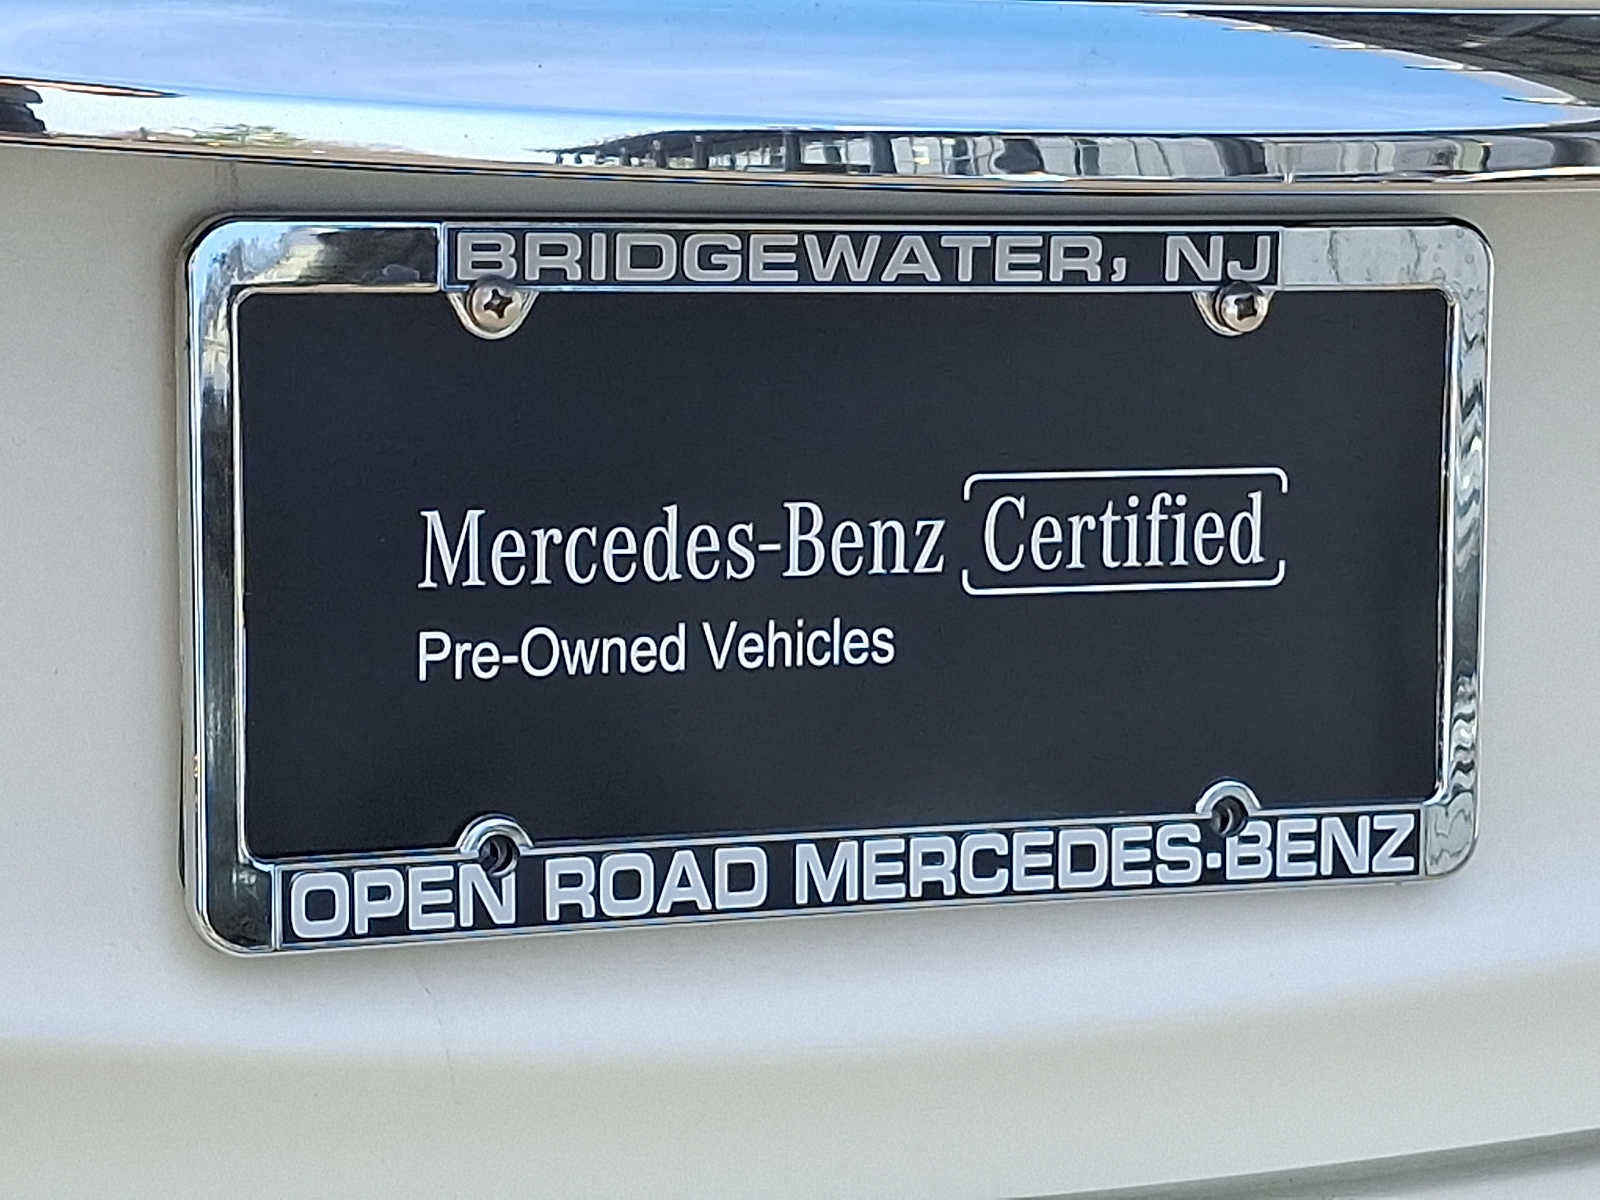 BRIDGEWATER, NJ
Mercedes-Benz Certified
Pre-Owned Vehicles
OPEN ROAD MERCEDES-BENZ